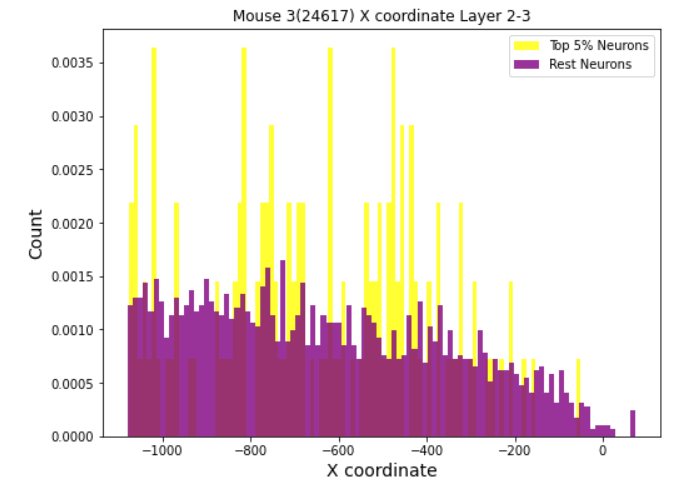 Mouse 3(24617) X coordinate Layer 2-3
Top 5% Neurons
Rest Neurons
0.0035
0.0030
0.0025
0.0020
0.0015
0.0010
0.0005
0.0000
Count
−1000
−800
−600
−400
−200
0
X coordinate